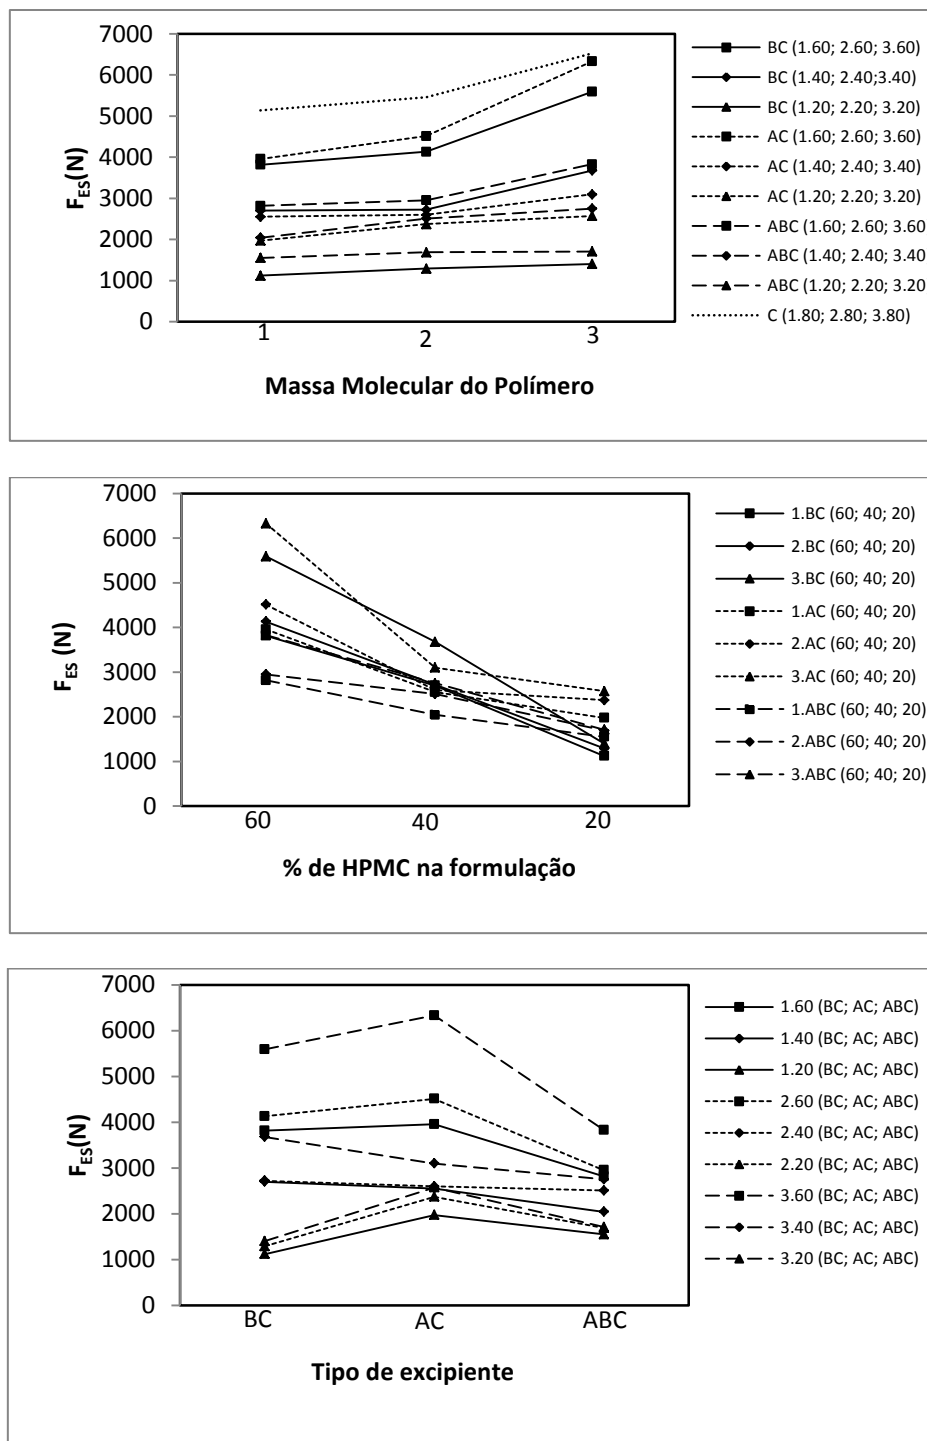 7000
6000
5000
4000
3000
2000
1000
0
F_ES(N)
1 2 3
Massa Molecular do Polímero
BC (1.60; 2.60; 3.60)
BC (1.40; 2.40;3.40)
BC (1.20; 2.20; 3.20)
AC (1.60; 2.60; 3.60)
AC (1.40; 2.40; 3.40)
AC (1.20; 2.20; 3.20)
ABC (1.60; 2.60; 3.60
ABC (1.40; 2.40; 3.40
ABC (1.20; 2.20; 3.20
C (1.80; 2.80; 3.80)
7000
6000
5000
4000
3000
2000
1000
0
F_ES (N)
60 40 20
% de HPMC na formulação
1.BC (60; 40; 20)
2.BC (60; 40; 20)
3.BC (60; 40; 20)
1.AC (60; 40; 20)
2.AC (60; 40; 20)
3.AC (60; 40; 20)
1.ABC (60; 40; 20)
2.ABC (60; 40; 20)
3.ABC (60; 40; 20)
7000
6000
5000
4000
3000
2000
1000
0
F_ES(N)
BC AC ABC
Tipo de excipiente
1.60 (BC; AC; ABC)
1.40 (BC; AC; ABC)
1.20 (BC; AC; ABC)
2.60 (BC; AC; ABC)
2.40 (BC; AC; ABC)
2.20 (BC; AC; ABC)
3.60 (BC; AC; ABC)
3.40 (BC; AC; ABC)
3.20 (BC; AC; ABC)